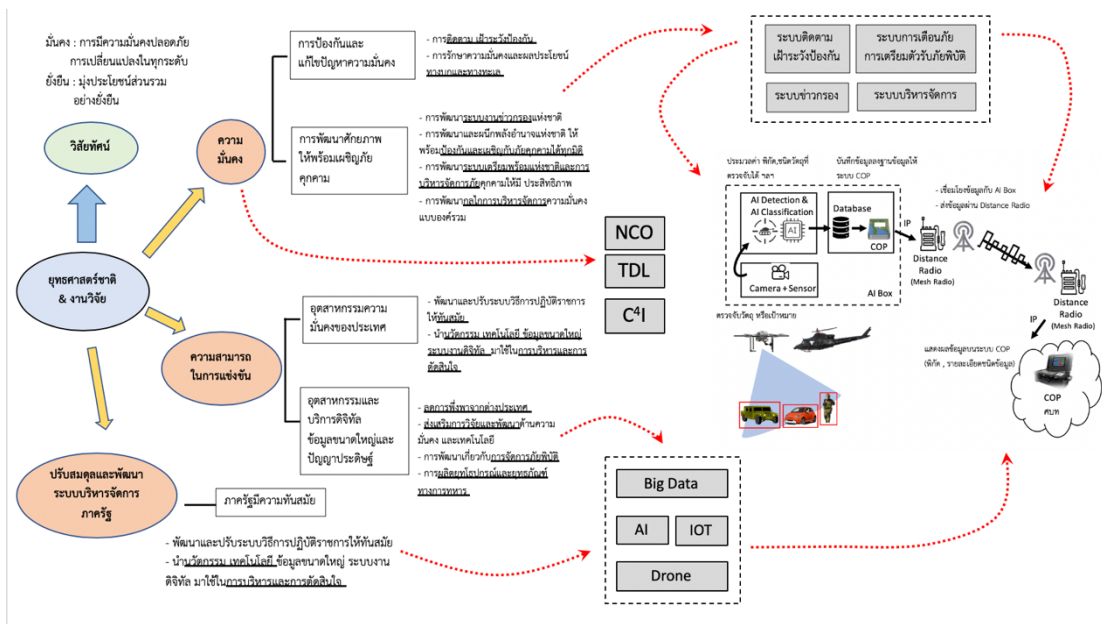 มั่นคง : การมีความมั่นคงปลอดภัย
การเปลี่ยนแปลงในทุกระดับ
ยั่งยืน : มุ่งประโยชน์ส่วนรวม
อย่างยั่งยืน
วิสัยทัศน์
ยุทธศาสตร์ชาติ
& งานวิจัย
ความ
มั่นคง
การป้องกันและ
แก้ไขปัญหาความมั่นคง
- การติดตาม เฝ้าระวังป้องกัน
- การรักษาความมั่นคงและผลประโยชน์
ทางบกและทางทะเล
การพัฒนาศักยภาพ
ให้พร้อมเผชิญภัย
คุกคาม
- การพัฒนาระบบงานข่าวกรองแห่งชาติ
- การพัฒนาและผนึกพลังอำนาจแห่งชาติ ให้
พร้อมป้องกันและเผชิญกับภัยคุกคามได้ทุกมิติ
- การพัฒนาระบบเตรียมพร้อมแห่งชาติและการ
บริหารจัดการภัยคุกคามให้มี ประสิทธิภาพ
- การพัฒนากลไกการบริหารจัดการความมั่นคง
แบบองค์รวม
ความสามารถ
ในการแข่งขัน
อุตสาหกรรมความ
มั่นคงของประเทศ
- พัฒนาและปรับระบบวิธีการปฏิบัติราชการ
ให้ทันสมัย
- นำนวัตกรรม เทคโนโลยี ข้อมูลขนาดใหญ่
ระบบงานดิจิทัล มาใช้ในการบริหารและการ
ตัดสินใจ
อุตสาหกรรมและ
บริการดิจิทัล
ข้อมูลขนาดใหญ่และ
ปัญญาประดิษฐ์
- ลดการพึ่งพาจากต่างประเทศ
- ส่งเสริมการวิจัยและพัฒนาด้านความ
มั่นคง และเทคโนโลยี
- การพัฒนาเกี่ยวกับการจัดการภัยพิบัติ
- การผลิตยุทโธปกรณ์และยุทธภัณฑ์
ทางการทหาร
ปรับสมดุลและพัฒนา
ระบบบริหารจัดการ
ภาครัฐ
ภาครัฐมีความทันสมัย
- พัฒนาและปรับระบบวิธีการปฏิบัติราชการให้ทันสมัย
- นำนวัตกรรม เทคโนโลยี ข้อมูลขนาดใหญ่ ระบบงาน
ดิจิทัล มาใช้ในการบริหารและการตัดสินใจ
NCO
TDL
C⁴I
Big Data
AI
IOT
Drone
ระบบติดตาม
เฝ้าระวังป้องกัน
ระบบการเตือนภัย
การเตรียมตัวรับภัยพิบัติ
ระบบข่าวกรอง
ระบบบริหารจัดการ
ประมวลค่า พิกัด,ชนิดวัตถุที่
ตรวจจับได้ ฯลฯ
บันทึกข้อมูลลงฐานข้อมูลให้
ระบบ COP
AI Detection &
AI Classification
AI
Database
COP
Camera + Sensor
AI Box
IP
- เชื่อมโยงข้อมูลกับ AI Box
- ส่งข้อมูลผ่าน Distance Radio
Distance
Radio
(Mesh Radio)
Distance
Radio
(Mesh Radio)
IP
ตรวจจับวัตถุ หรือเป้าหมาย
แสดงผลข้อมูลบนระบบ COP
(พิกัด , รายละเอียดชนิดข้อมูล)
COP
ศบท